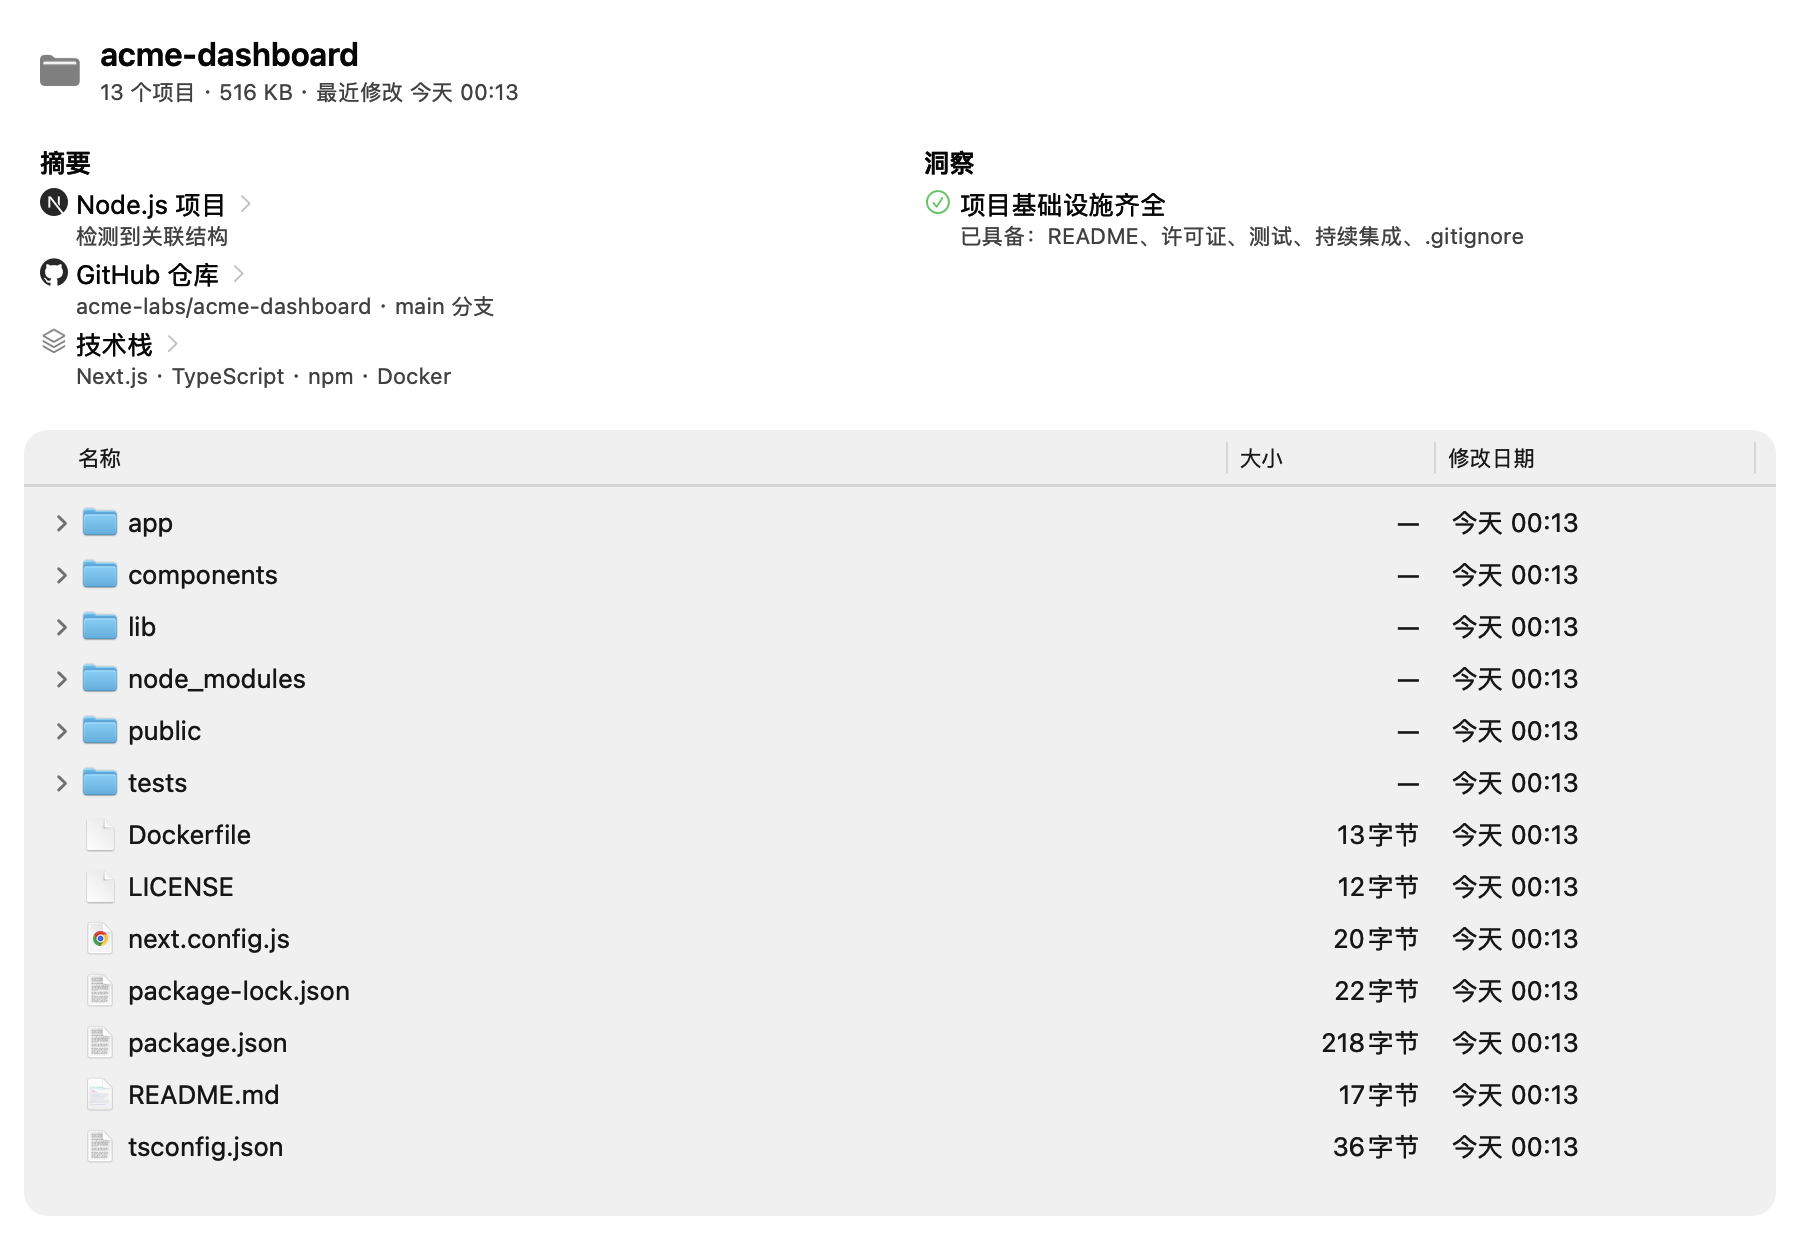 acme-dashboard
13 个项目 · 516 KB · 最近修改 今天 00:13
摘要
Node.js 项目
检测到关联结构
GitHub 仓库
acme-labs/acme-dashboard · main 分支
技术栈
Next.js · TypeScript · npm · Docker
洞察
项目基础设施齐全
已具备：README、许可证、测试、持续集成、.gitignore
名称 大小 修改日期
app — 今天 00:13
components — 今天 00:13
lib — 今天 00:13
node_modules — 今天 00:13
public — 今天 00:13
tests — 今天 00:13
Dockerfile 13字节 今天 00:13
LICENSE 12字节 今天 00:13
next.config.js 20字节 今天 00:13
package-lock.json 22字节 今天 00:13
package.json 218字节 今天 00:13
README.md 17字节 今天 00:13
tsconfig.json 36字节 今天 00:13